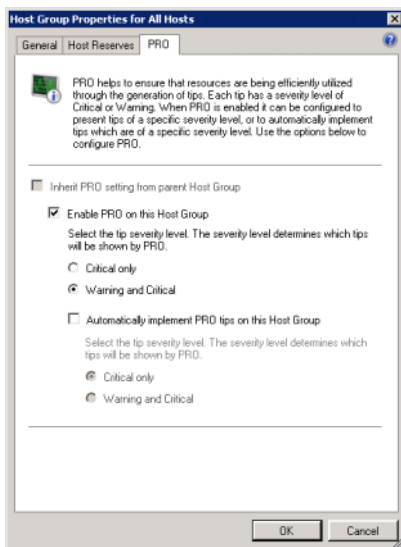 Host Group Properties for All Hosts
General Host Reserves PRO
PRO helps to ensure that resources are being efficiently utilized
through the generation of tips. Each tip has a severity level of
Critical or Warning. When PRO is enabled it can be configured to
present tips of a specific severity level, or to automatically implement
tips which are of a specific severity level. Use the options below to
configure PRO.
Inherit PRO setting from parent Host Group
Enable PRO on this Host Group
Select the tip severity level. The severity level determines which tips
will be shown by PRO.
Critical only
Warning and Critical
Automatically implement PRO tips on this Host Group
Select the tip severity level. The severity level determines which
tips will be shown by PRO.
Critical only
Warning and Critical
OK Cancel